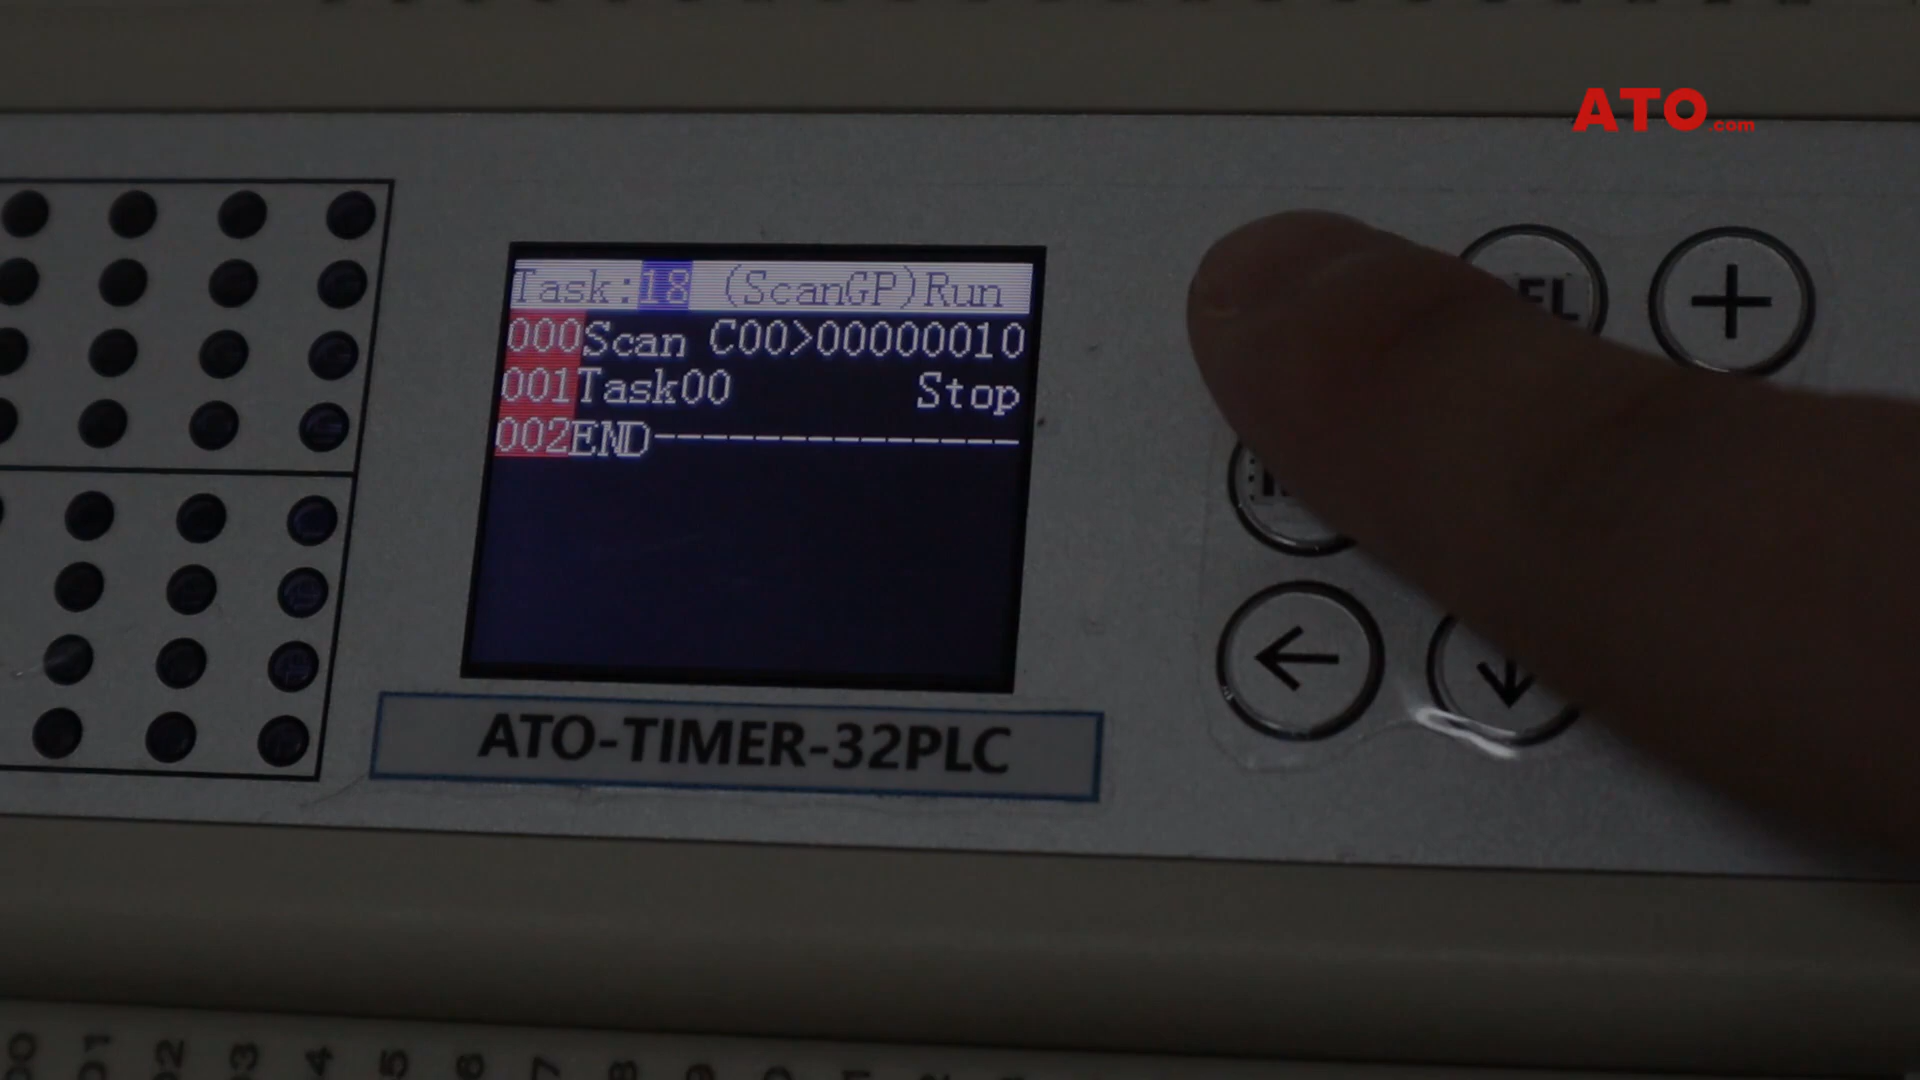 ATO.com
Task:18 (ScanGP)Run
000Scan C00>00000010
001Task00 Stop
002END--------------
ATO-TIMER-32PLC